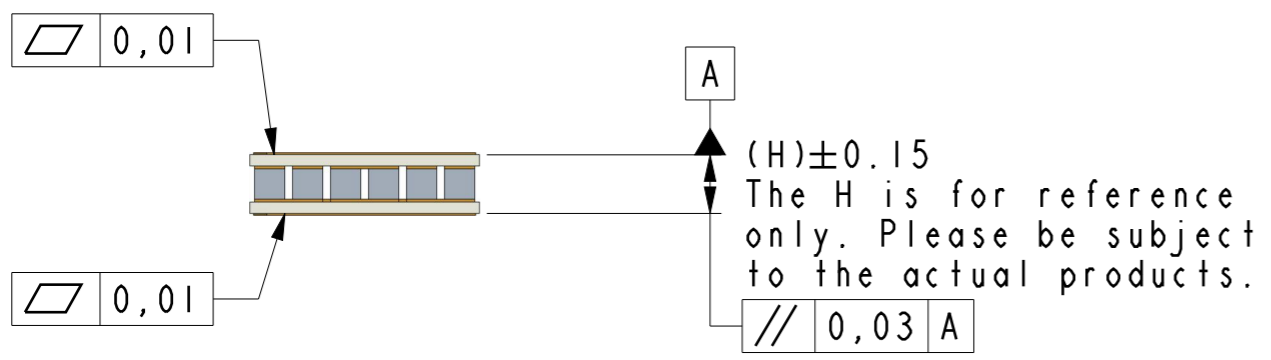 0,01
A
(H)±0.15
The H is for reference
only. Please be subject
to the actual products.
0,01
// 0,03 A